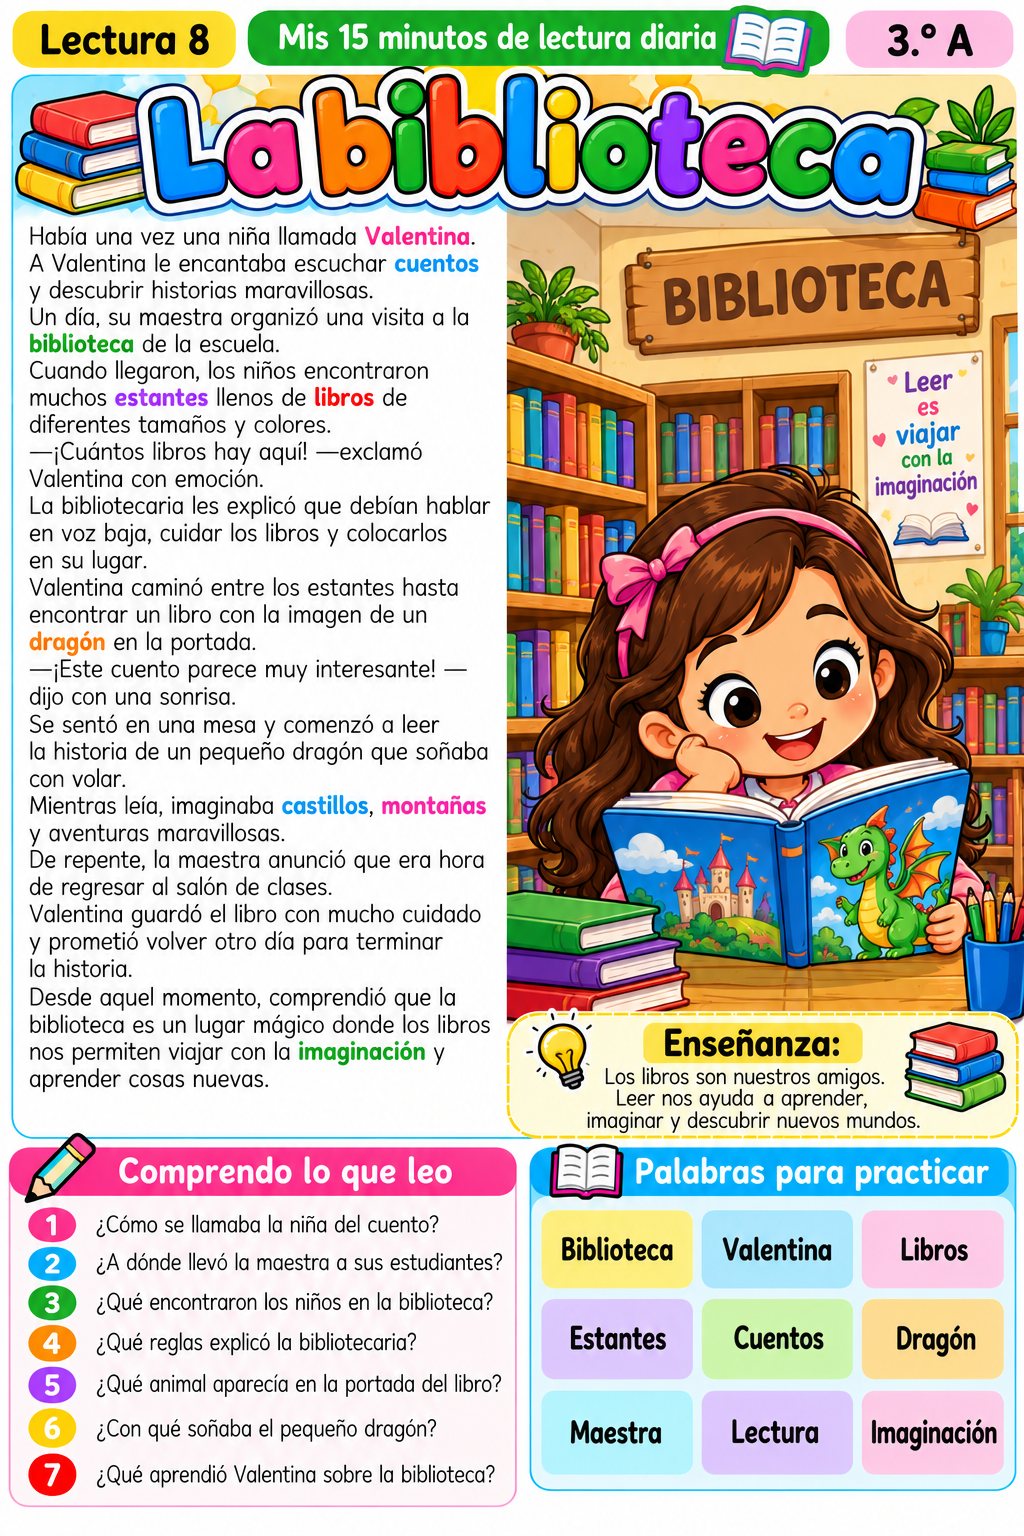 Lectura 8
Mis 15 minutos de lectura diaria
3.° A
La biblioteca
Había una vez una niña llamada Valentina.
A Valentina le encantaba escuchar cuentos
y descubrir historias maravillosas.
Un día, su maestra organizó una visita a la
biblioteca de la escuela.
Cuando llegaron, los niños encontraron
muchos estantes llenos de libros de
diferentes tamaños y colores.
—¡Cuántos libros hay aquí! —exclamó
Valentina con emoción.
La bibliotecaria les explicó que debían hablar
en voz baja, cuidar los libros y colocarlos
en su lugar.
Valentina caminó entre los estantes hasta
encontrar un libro con la imagen de un
dragón en la portada.
—¡Este cuento parece muy interesante! —
dijo con una sonrisa.
Se sentó en una mesa y comenzó a leer
la historia de un pequeño dragón que soñaba
con volar.
Mientras leía, imaginaba castillos, montañas
y aventuras maravillosas.
De repente, la maestra anunció que era hora
de regresar al salón de clases.
Valentina guardó el libro con mucho cuidado
y prometió volver otro día para terminar
la historia.
Desde aquel momento, comprendió que la
biblioteca es un lugar mágico donde los libros
nos permiten viajar con la imaginación y
aprender cosas nuevas.
BIBLIOTECA
Leer
es
viajar
con la
imaginación
Enseñanza:
Los libros son nuestros amigos.
Leer nos ayuda a aprender,
imaginar y descubrir nuevos mundos.
Comprendo lo que leo
1 ¿Cómo se llamaba la niña del cuento?
2 ¿A dónde llevó la maestra a sus estudiantes?
3 ¿Qué encontraron los niños en la biblioteca?
4 ¿Qué reglas explicó la bibliotecaria?
5 ¿Qué animal aparecía en la portada del libro?
6 ¿Con qué soñaba el pequeño dragón?
7 ¿Qué aprendió Valentina sobre la biblioteca?
Palabras para practicar
Biblioteca Valentina Libros
Estantes Cuentos Dragón
Maestra Lectura Imaginación